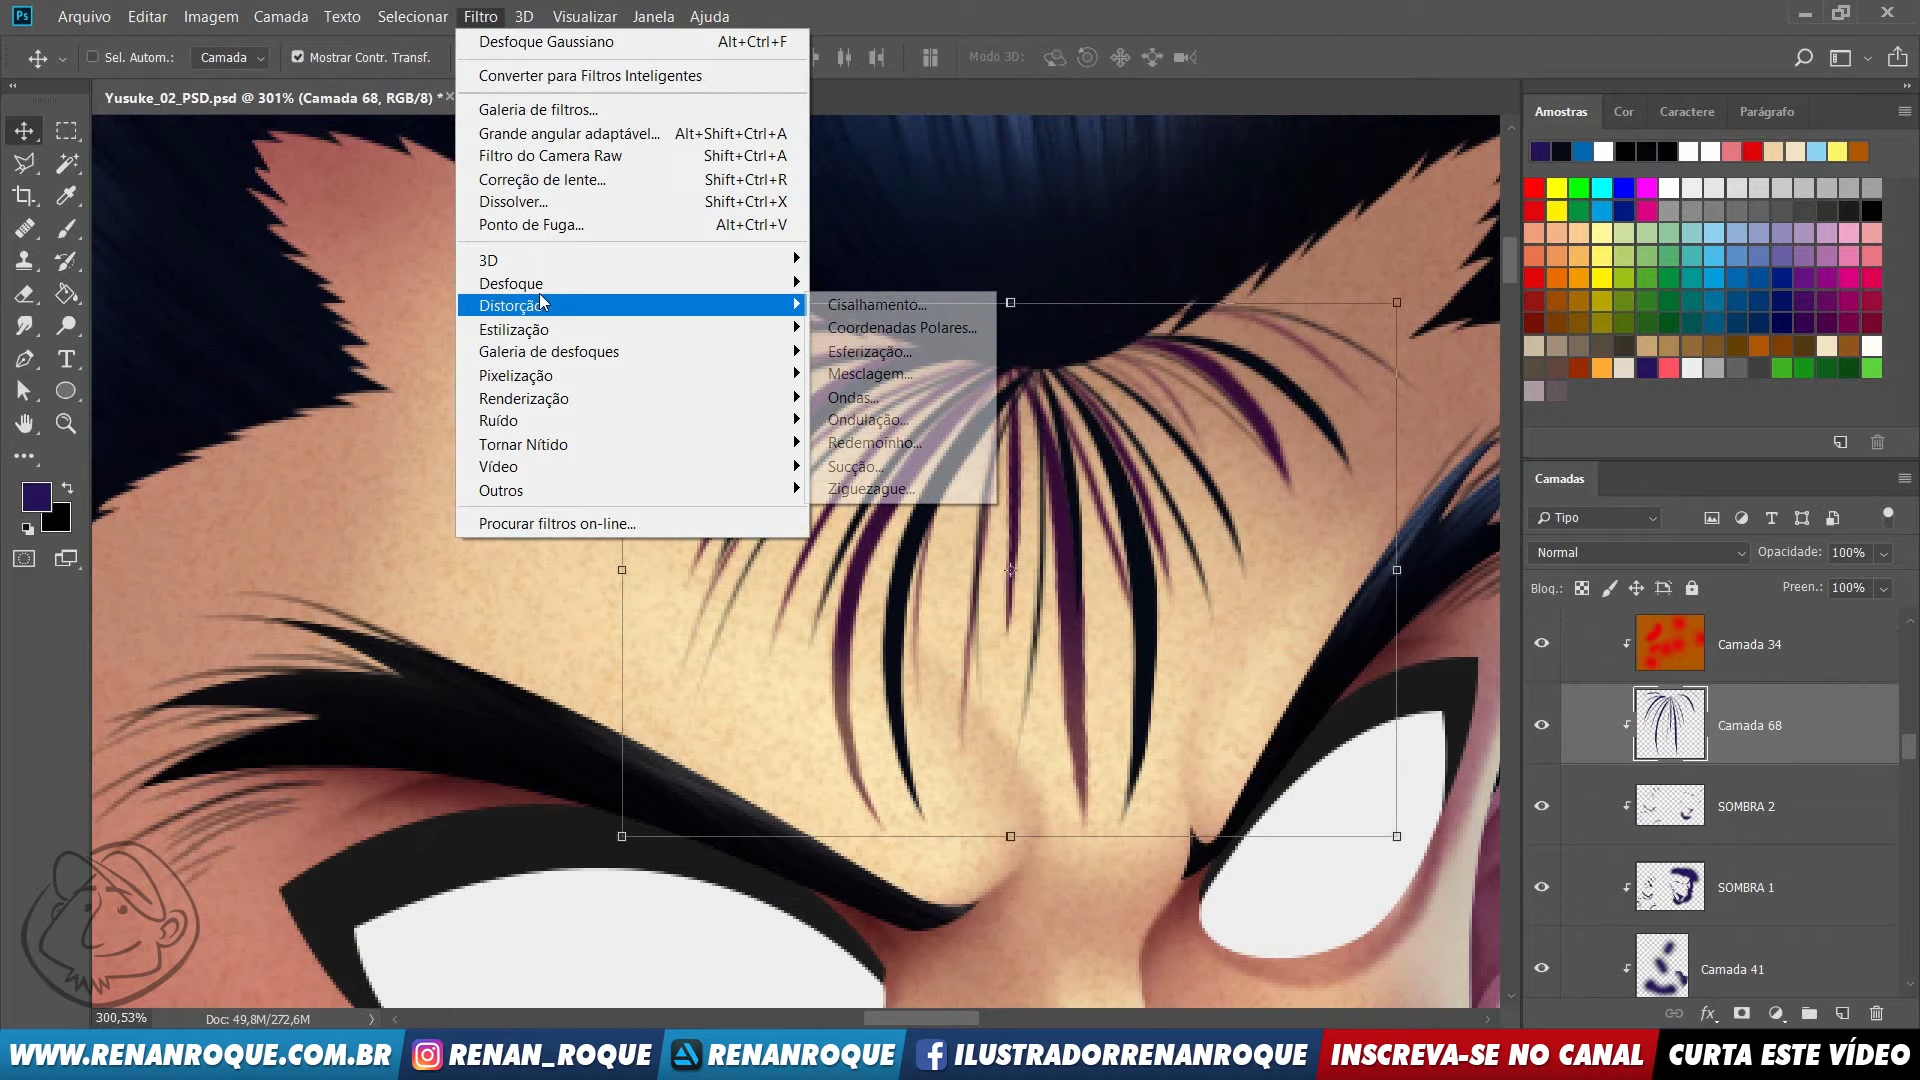 Ps Arquivo Editar Imagem Camada Texto Selecionar Filtro 3D Visualizar Janela Ajuda
Sel. Autom.: Camada Mostrar Contr. Transf. Modo 3D:
Yusuke_02_PSD.psd @ 301% (Camada 68, RGB/8) *
Desfoque Gaussiano Alt+Ctrl+F
Converter para Filtros Inteligentes
Galeria de filtros...
Grande angular adaptável... Alt+Shift+Ctrl+A
Filtro do Camera Raw Shift+Ctrl+A
Correção de lente... Shift+Ctrl+R
Dissolver... Shift+Ctrl+X
Ponto de Fuga... Alt+Ctrl+V
3D
Desfoque
Distorção
Estilização
Galeria de desfoques
Pixelização
Renderização
Ruído
Tornar Nítido
Vídeo
Outros
Procurar filtros on-line...
Cisalhamento...
Coordenadas Polares...
Esferização...
Mesclagem...
Ondas...
Ondulação...
Redemoinho...
Sucção...
Ziguezague...
Amostras Cor Caractere Parágrafo
Camadas
Tipo
Normal Opacidade: 100%
Bloq.: Preen.: 100%
Camada 34
Camada 68
SOMBRA 2
SOMBRA 1
Camada 41
fx
300,53% Doc: 49,8M/272,6M
WWW.RENANROQUE.COM.BR RENAN_ROQUE RENANROQUE ILUSTRADORRENANROQUE INSCREVA-SE NO CANAL CURTA ESTE VÍDEO